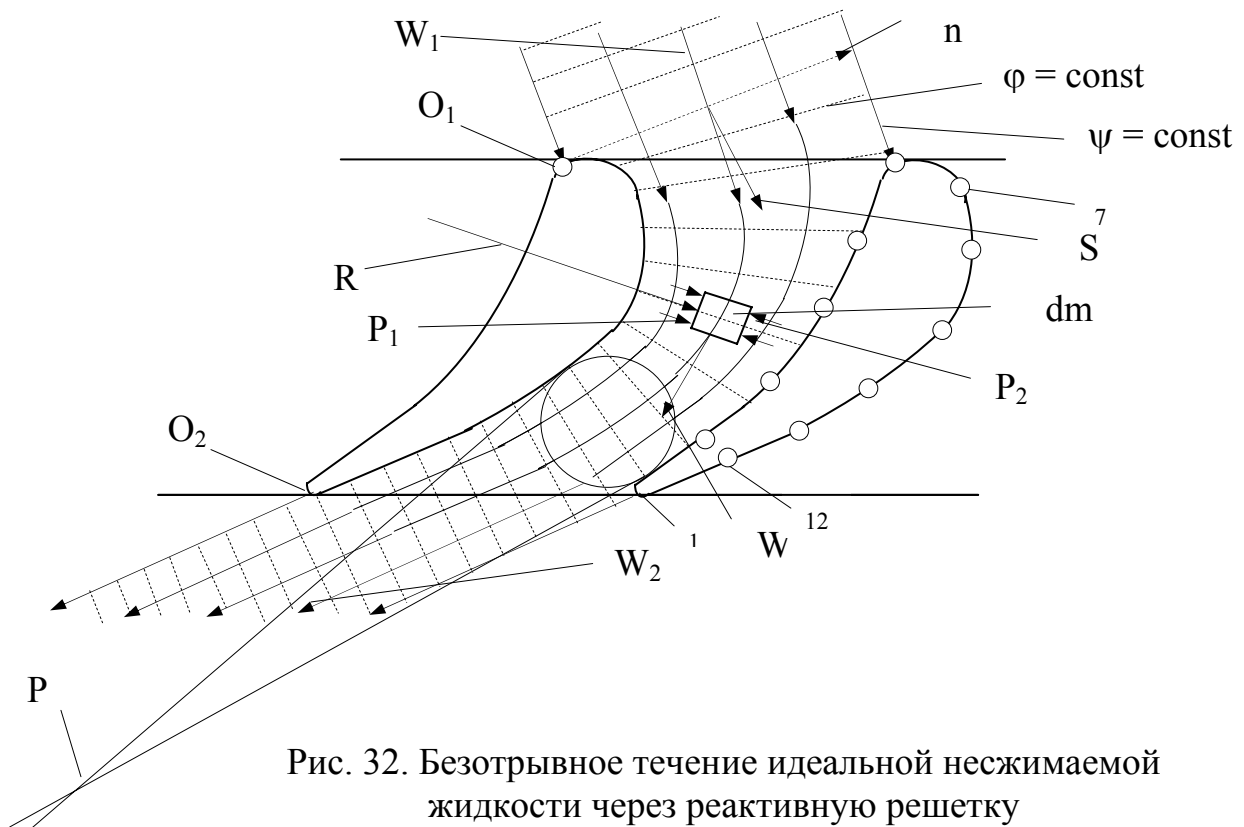 W₁
n
φ = const
O₁
ψ = const
7
S
R
dm
P₁
P₂
O₂
12
1
W
W₂
P
Рис. 32. Безотрывное течение идеальной несжимаемой
жидкости через реактивную решетку